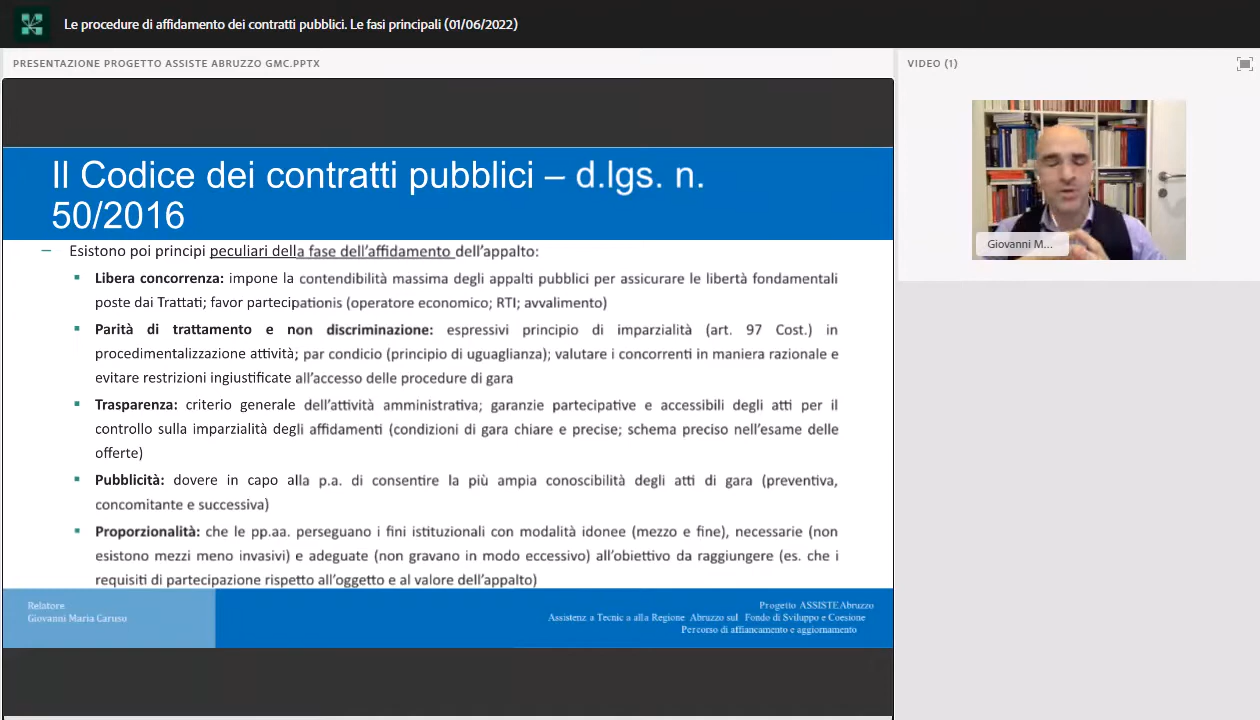 Le procedure di affidamento dei contratti pubblici. Le fasi principali (01/06/2022)
PRESENTAZIONE PROGETTO ASSISTE ABRUZZO GMC.PPTX
VIDEO (1)
Il Codice dei contratti pubblici – d.lgs. n.
50/2016
– Esistono poi principi peculiari della fase dell’affidamento dell’appalto:
▪ Libera concorrenza: impone la contendibilità massima degli appalti pubblici per assicurare le libertà fondamentali
poste dai Trattati; favor partecipationis (operatore economico; RTI; avvalimento)
▪ Parità di trattamento e non discriminazione: espressivi principio di imparzialità (art. 97 Cost.) in
procedimentalizzazione attività; par condicio (principio di uguaglianza); valutare i concorrenti in maniera razionale e
evitare restrizioni ingiustificate all’accesso delle procedure di gara
▪ Trasparenza: criterio generale dell’attività amministrativa; garanzie partecipative e accessibili degli atti per il
controllo sulla imparzialità degli affidamenti (condizioni di gara chiare e precise; schema preciso nell’esame delle
offerte)
▪ Pubblicità: dovere in capo alla p.a. di consentire la più ampia conoscibilità degli atti di gara (preventiva,
concomitante e successiva)
▪ Proporzionalità: che le pp.aa. perseguano i fini istituzionali con modalità idonee (mezzo e fine), necessarie (non
esistono mezzi meno invasivi) e adeguate (non gravano in modo eccessivo) all’obiettivo da raggiungere (es. che i
requisiti di partecipazione rispetto all’oggetto e al valore dell’appalto)
Relatore
Giovanni Maria Caruso
Progetto ASSISTE Abruzzo
Assistenz a Tecnic a alla Regione Abruzzo sul Fondo di Sviluppo e Coesione
Percorso di affiancamento e aggiornamento
Giovanni M...